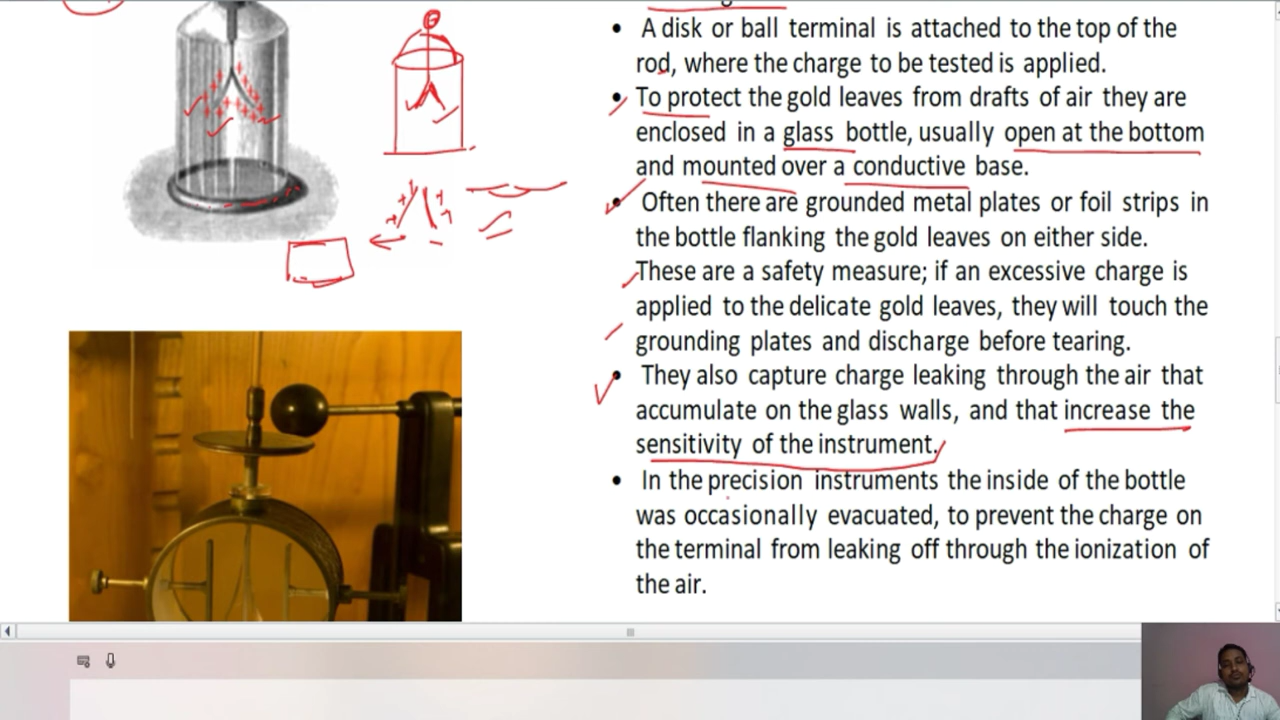 • A disk or ball terminal is attached to the top of the
rod, where the charge to be tested is applied.
• To protect the gold leaves from drafts of air they are
enclosed in a glass bottle, usually open at the bottom
and mounted over a conductive base.
• Often there are grounded metal plates or foil strips in
the bottle flanking the gold leaves on either side.
These are a safety measure; if an excessive charge is
applied to the delicate gold leaves, they will touch the
grounding plates and discharge before tearing.
• They also capture charge leaking through the air that
accumulate on the glass walls, and that increase the
sensitivity of the instrument.
• In the precision instruments the inside of the bottle
was occasionally evacuated, to prevent the charge on
the terminal from leaking off through the ionization of
the air.